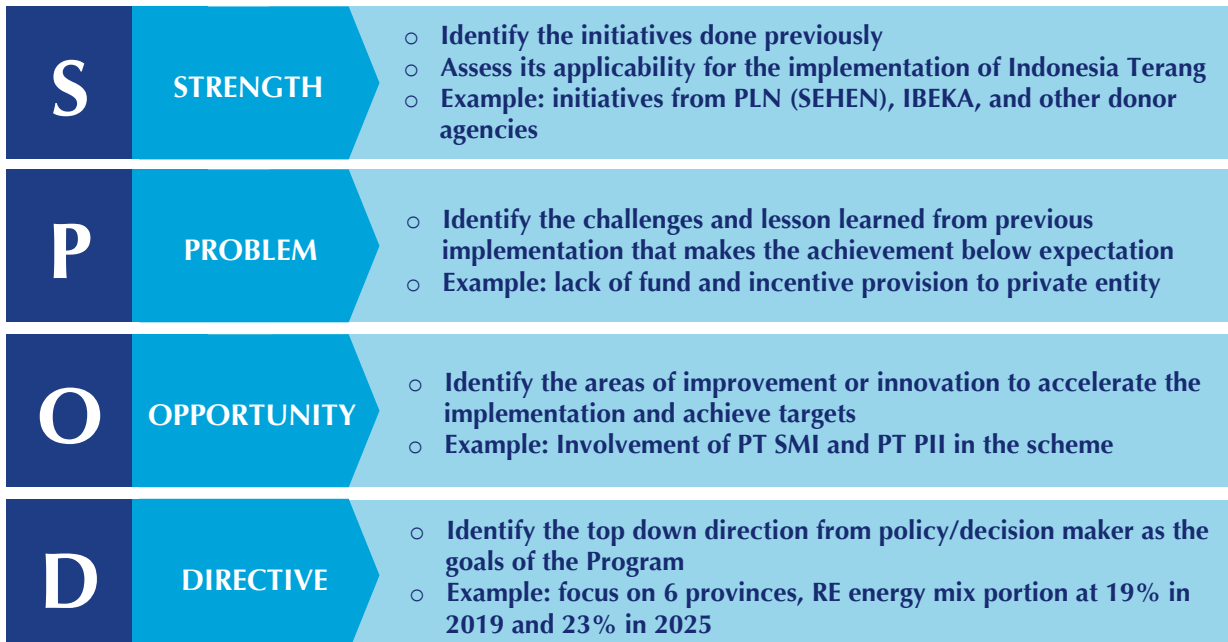 S
STRENGTH
○ Identify the initiatives done previously
○ Assess its applicability for the implementation of Indonesia Terang
○ Example: initiatives from PLN (SEHEN), IBEKA, and other donor
agencies
P
PROBLEM
○ Identify the challenges and lesson learned from previous
implementation that makes the achievement below expectation
○ Example: lack of fund and incentive provision to private entity
O
OPPORTUNITY
○ Identify the areas of improvement or innovation to accelerate the
implementation and achieve targets
○ Example: Involvement of PT SMI and PT PII in the scheme
D
DIRECTIVE
○ Identify the top down direction from policy/decision maker as the
goals of the Program
○ Example: focus on 6 provinces, RE energy mix portion at 19% in
2019 and 23% in 2025